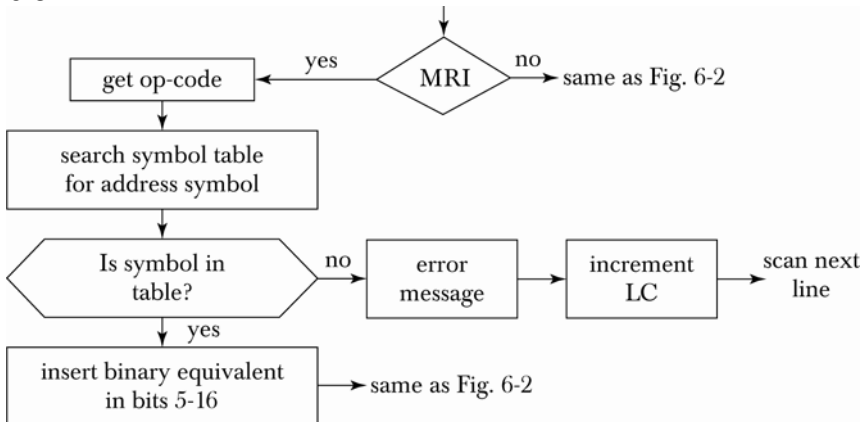 yes
MRI
no
same as Fig. 6-2
get op-code
search symbol table
for address symbol
Is symbol in
table?
no
error
message
increment
LC
scan next
line
yes
insert binary equivalent
in bits 5-16
same as Fig. 6-2